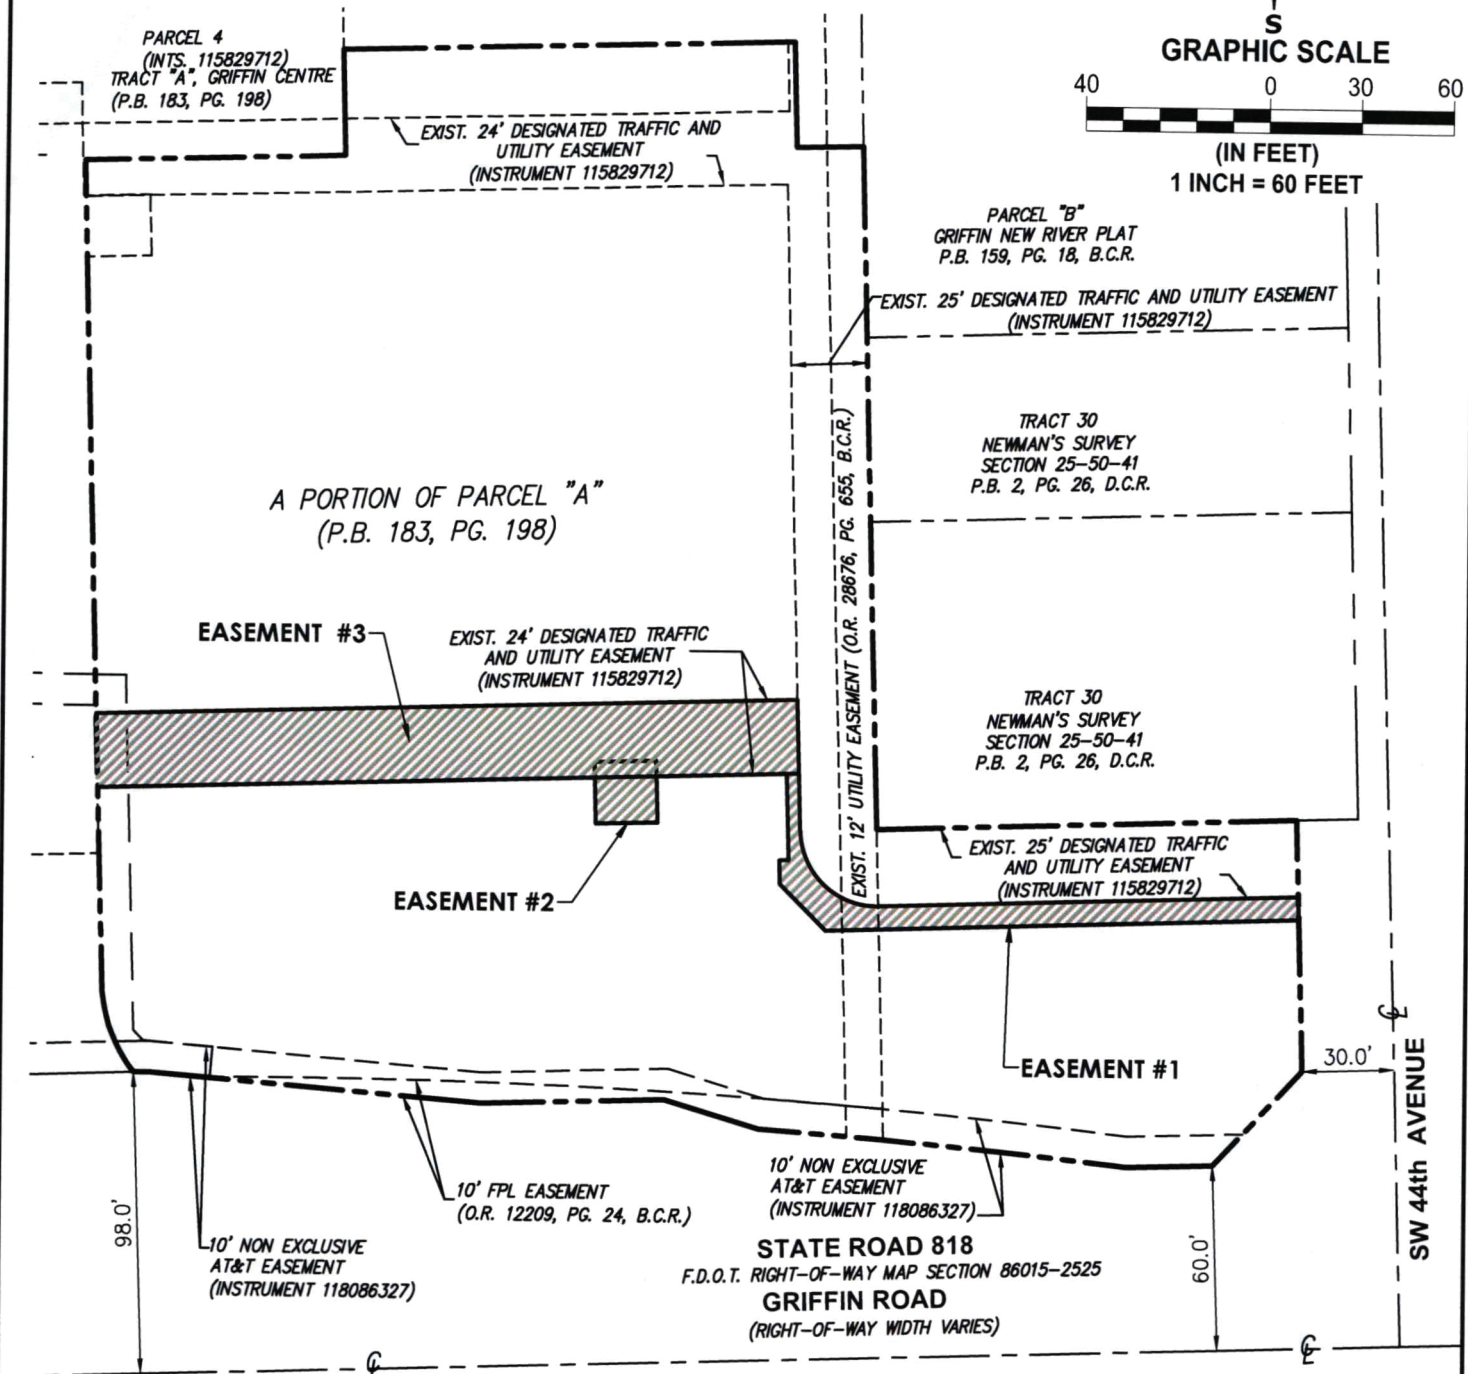 S
GRAPHIC SCALE
40 0 30 60
(IN FEET)
1 INCH = 60 FEET
PARCEL 4
(INTS. 115829712)
TRACT "A", GRIFFIN CENTRE
(P.B. 183, PG. 198)
EXIST. 24' DESIGNATED TRAFFIC AND
UTILITY EASEMENT
(INSTRUMENT 115829712)
PARCEL "B"
GRIFFIN NEW RIVER PLAT
P.B. 159, PG. 18, B.C.R.
EXIST. 25' DESIGNATED TRAFFIC AND UTILITY EASEMENT
(INSTRUMENT 115829712)
TRACT 30
NEWMAN'S SURVEY
SECTION 25-50-41
P.B. 2, PG. 26, D.C.R.
A PORTION OF PARCEL "A"
(P.B. 183, PG. 198)
EXIST. 12' UTILITY EASEMENT (O.R. 28676, PG. 655, B.C.R.)
EASEMENT #3
EXIST. 24' DESIGNATED TRAFFIC
AND UTILITY EASEMENT
(INSTRUMENT 115829712)
TRACT 30
NEWMAN'S SURVEY
SECTION 25-50-41
P.B. 2, PG. 26, D.C.R.
EXIST. 25' DESIGNATED TRAFFIC
AND UTILITY EASEMENT
(INSTRUMENT 115829712)
EASEMENT #2
EASEMENT #1
30.0'
SW 44th AVENUE
98.0'
10' NON EXCLUSIVE
AT&T EASEMENT
(INSTRUMENT 118086327)
10' FPL EASEMENT
(O.R. 12209, PG. 24, B.C.R.)
10' NON EXCLUSIVE
AT&T EASEMENT
(INSTRUMENT 118086327)
60.0'
STATE ROAD 818
F.D.O.T. RIGHT-OF-WAY MAP SECTION 86015-2525
GRIFFIN ROAD
(RIGHT-OF-WAY WIDTH VARIES)